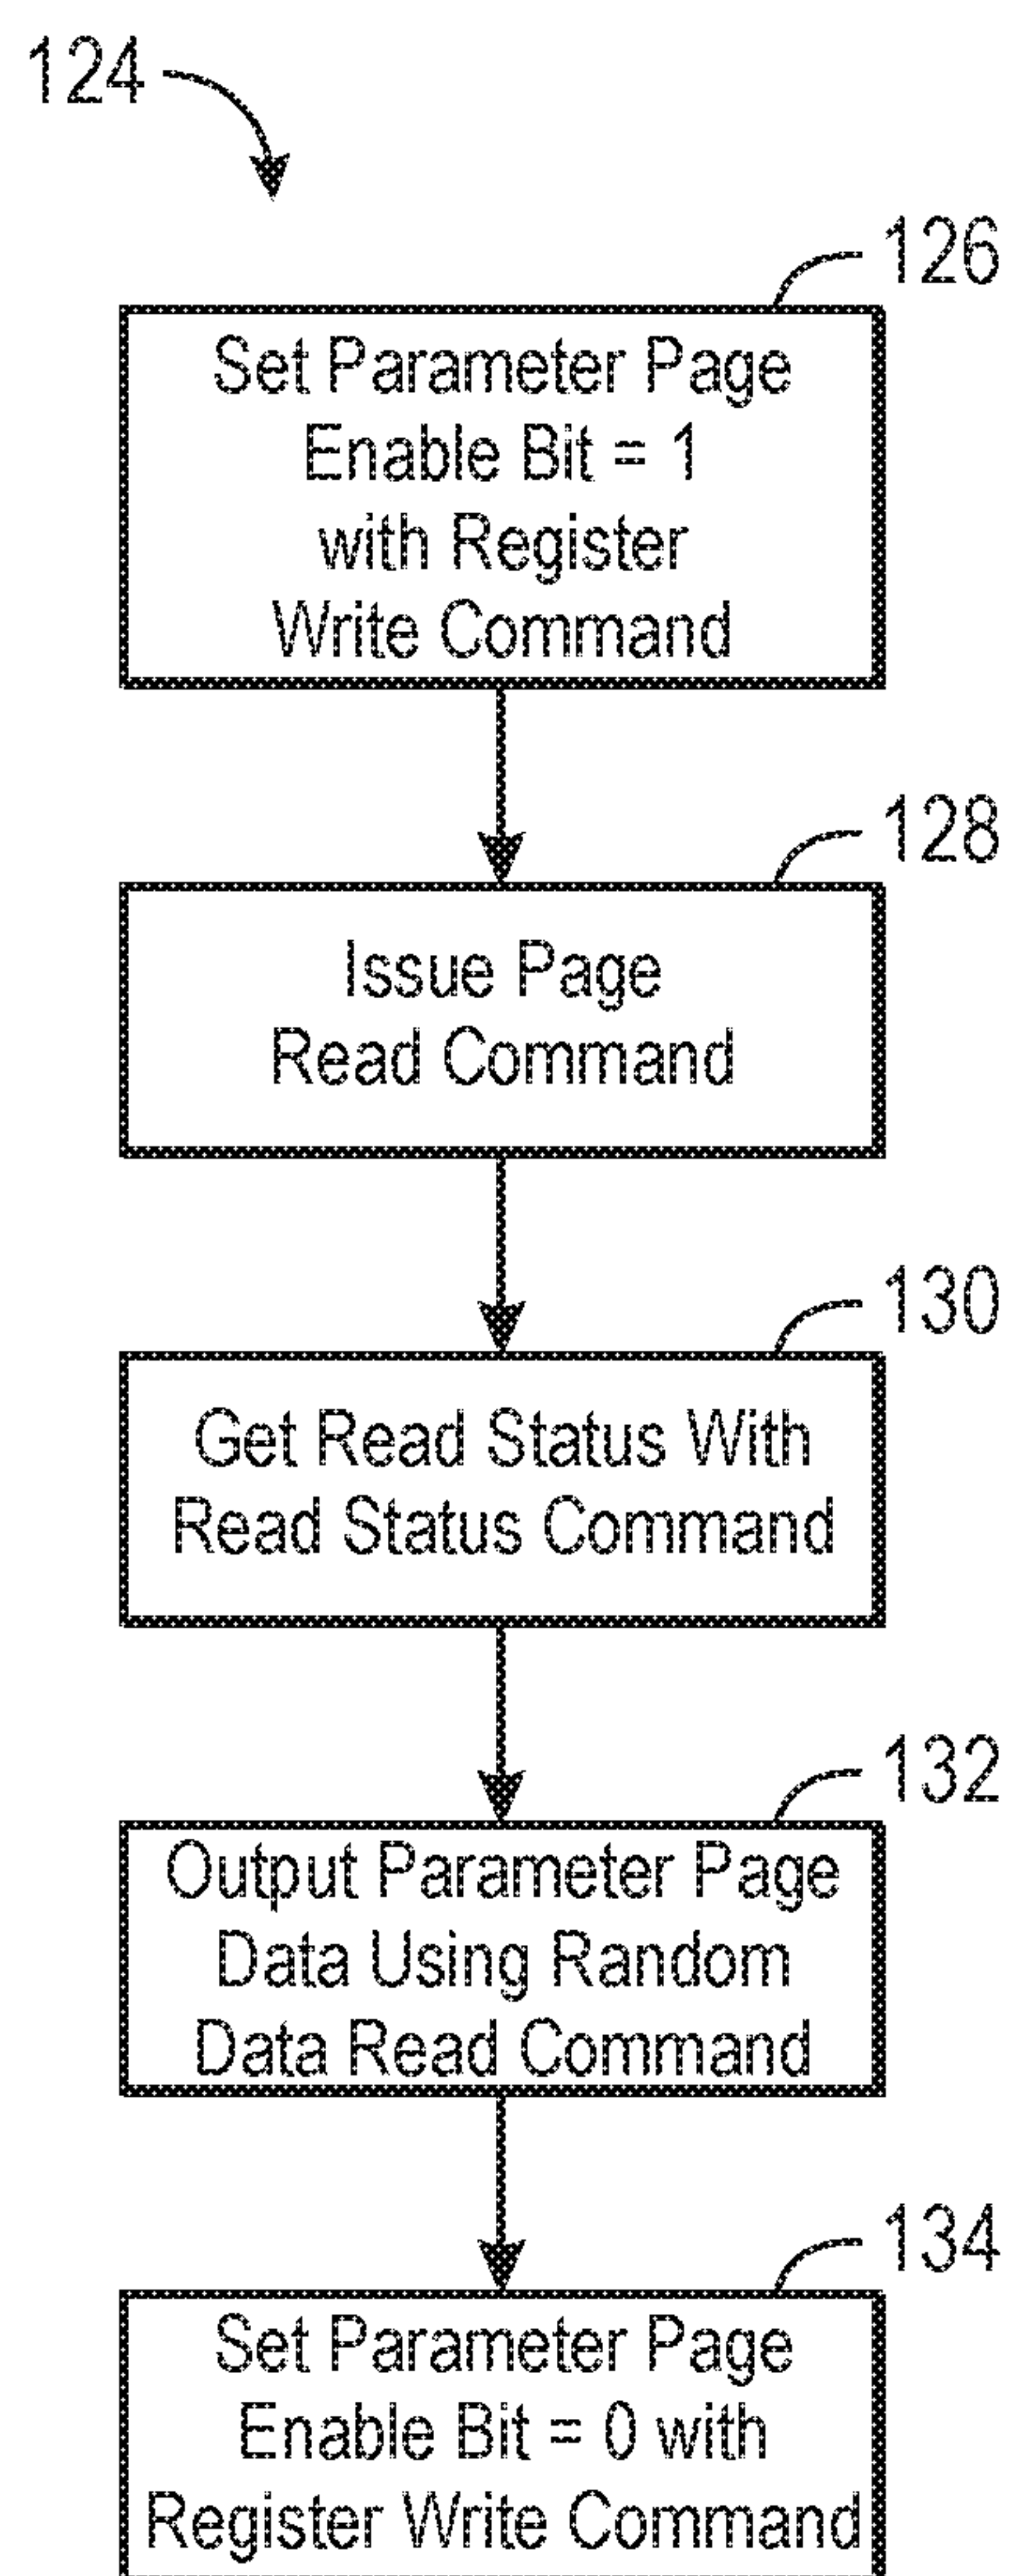 124
126
Set Parameter Page
Enable Bit = 1
with Register
Write Command
128
Issue Page
Read Command
130
Get Read Status With
Read Status Command
132
Output Parameter Page
Data Using Random
Data Read Command
134
Set Parameter Page
Enable Bit = 0 with
Register Write Command